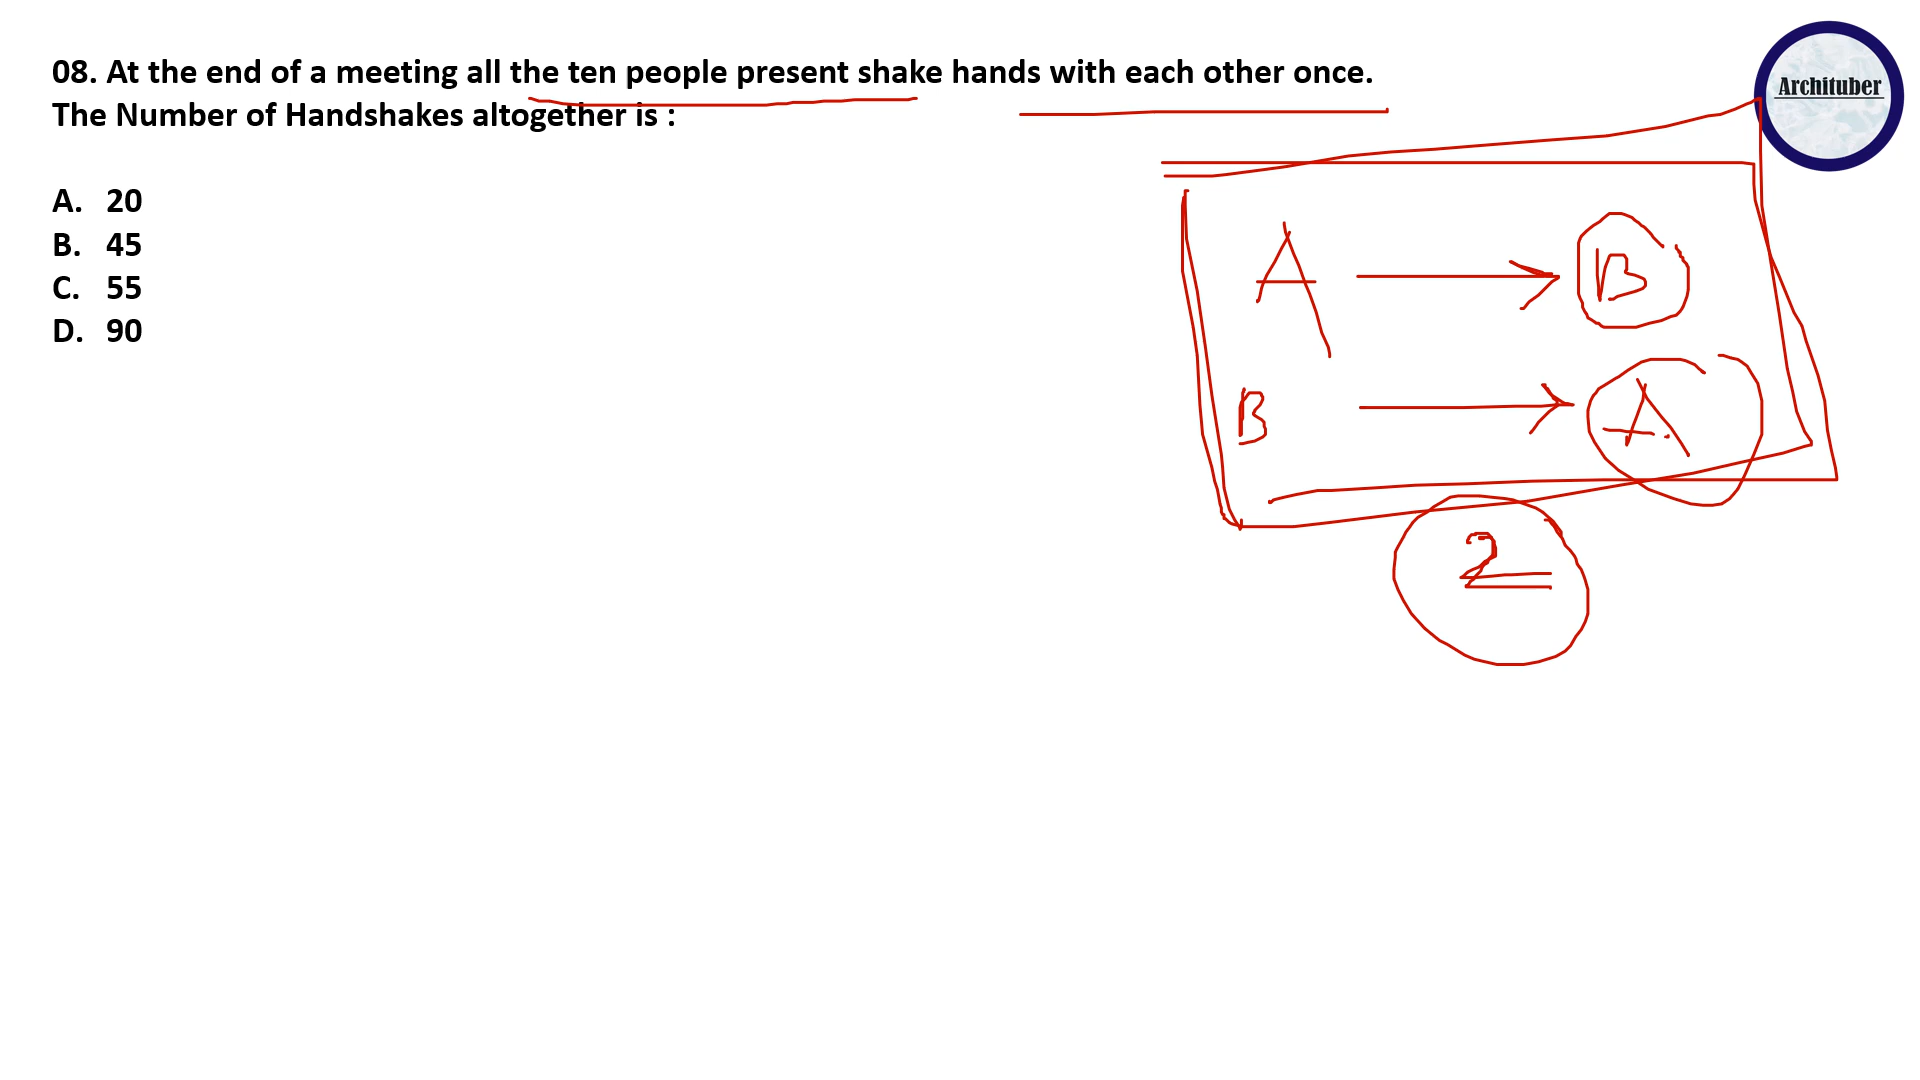 08. At the end of a meeting all the ten people present shake hands with each other once.
The Number of Handshakes altogether is :
A. 20
B. 45
C. 55
D. 90
Archituber
A → B
B → A
2